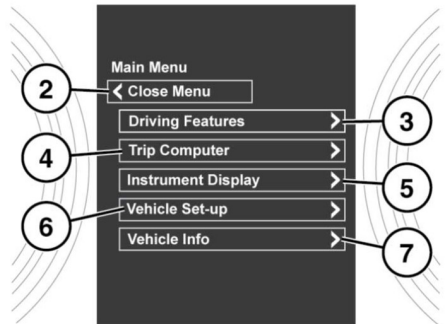 Main Menu
2
< Close Menu
Driving Features >
3
4
Trip Computer >
Instrument Display >
5
6
Vehicle Set-up >
Vehicle Info >
7